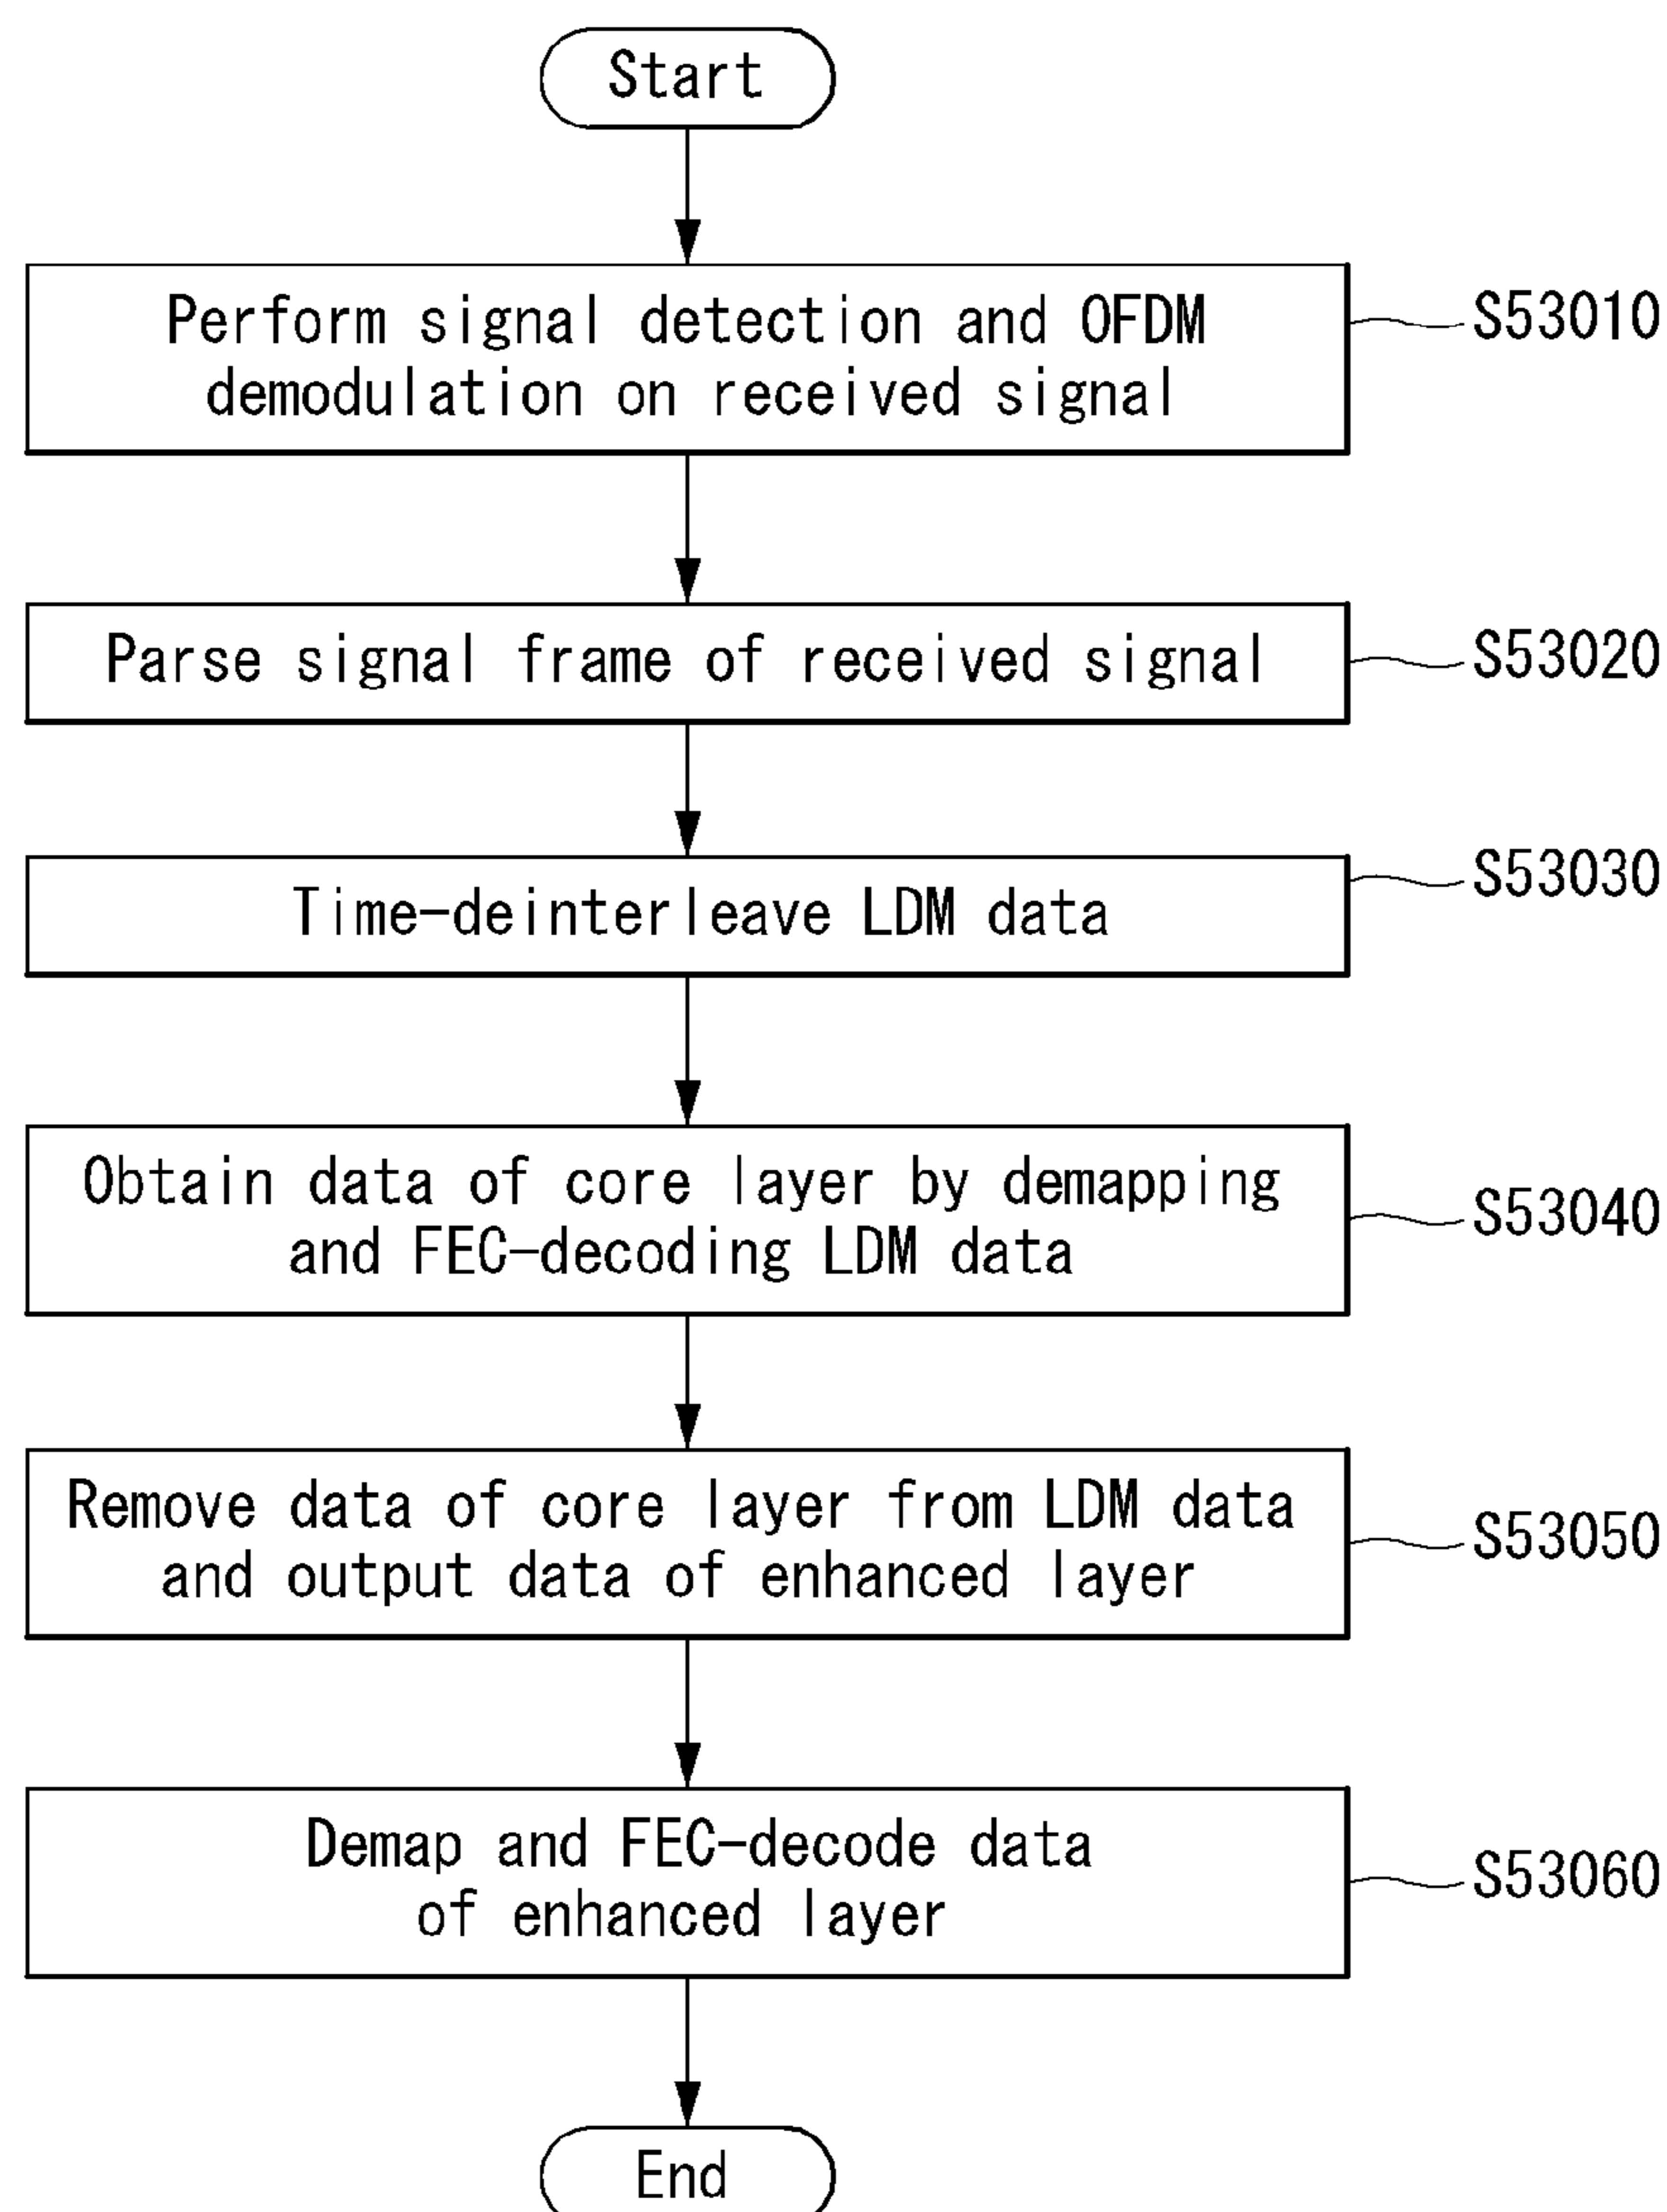 Start
Perform signal detection and OFDM
demodulation on received signal
S53010
Parse signal frame of received signal
S53020
Time-deinterleave LDM data
S53030
Obtain data of core layer by demapping
and FEC-decoding LDM data
S53040
Remove data of core layer from LDM data
and output data of enhanced layer
S53050
Demap and FEC-decode data
of enhanced layer
S53060
End